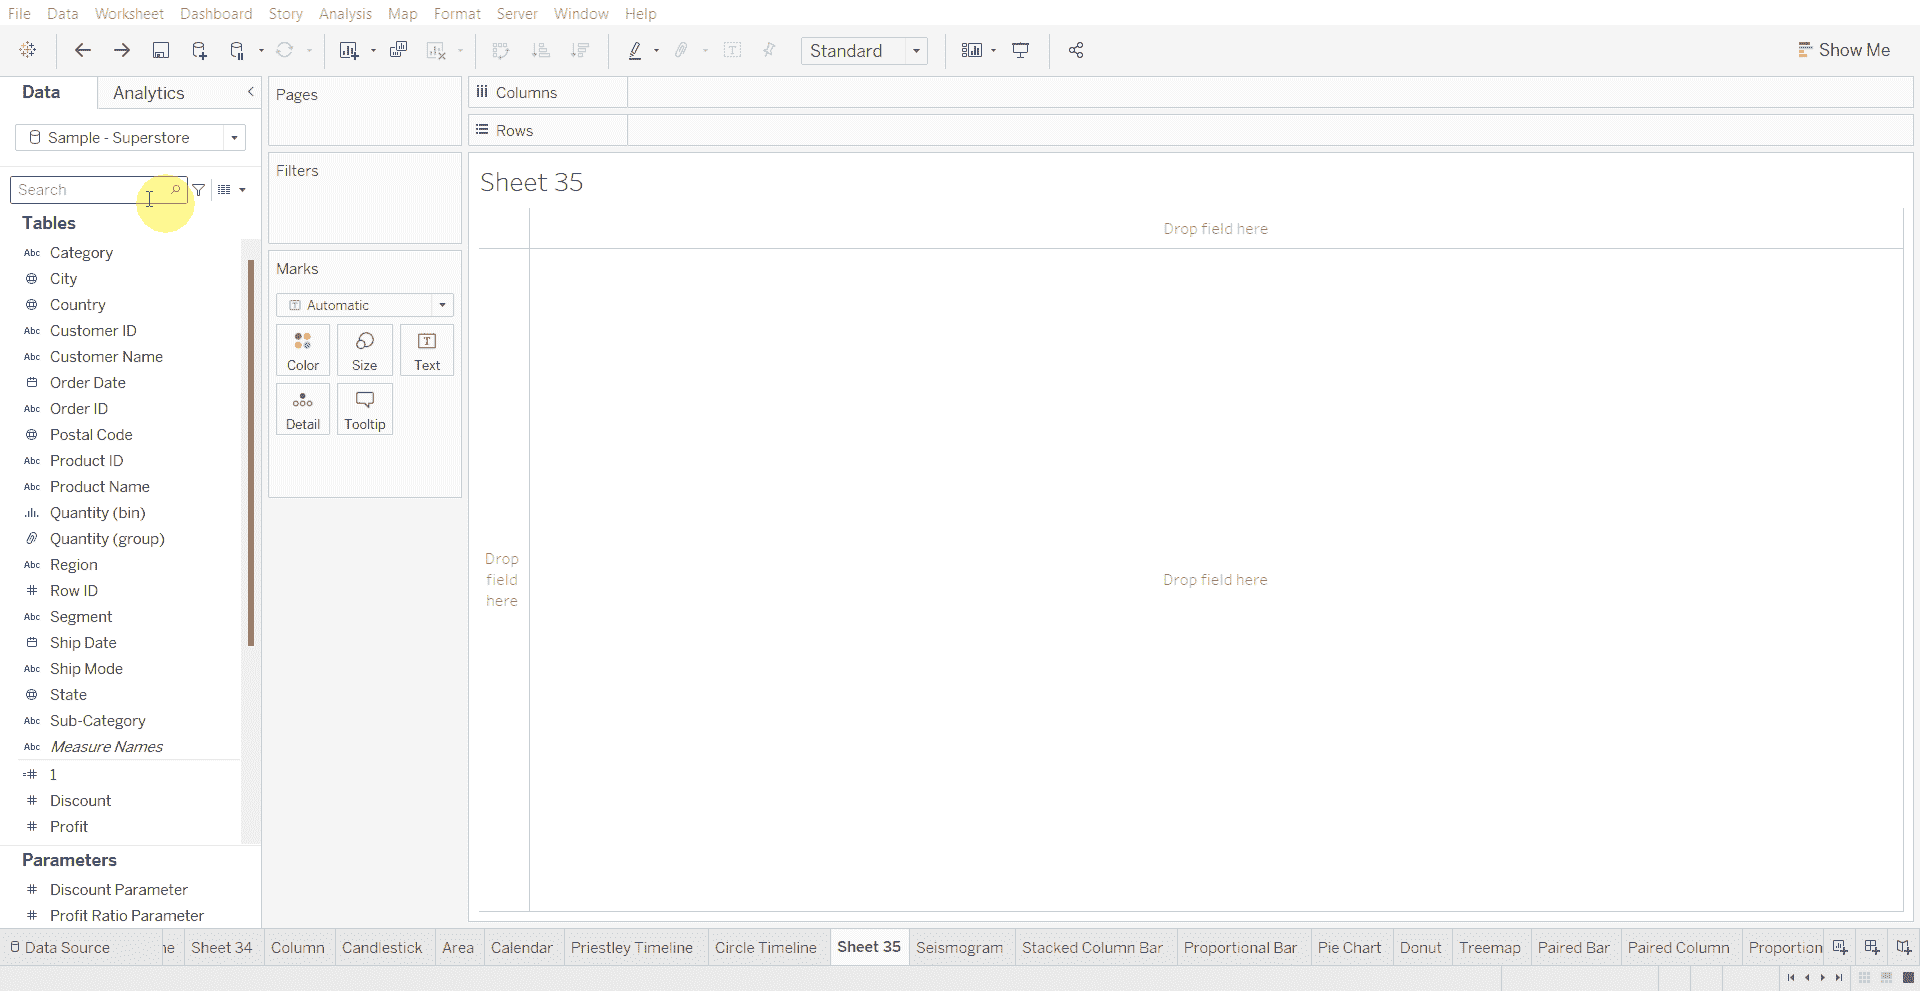 File Data Worksheet Dashboard Story Analysis Map Format Server Window Help
Standard
Show Me
Data Analytics
Sample - Superstore
Search
Tables
Abc Category
City
Country
Abc Customer ID
Abc Customer Name
Order Date
Abc Order ID
Postal Code
Abc Product ID
Abc Product Name
Quantity (bin)
Quantity (group)
Abc Region
# Row ID
Abc Segment
Ship Date
Abc Ship Mode
State
Abc Sub-Category
Abc Measure Names
=# 1
# Discount
# Profit
Parameters
# Discount Parameter
# Profit Ratio Parameter
Pages
Filters
Marks
Automatic
Color Size Text
Detail Tooltip
Columns
Rows
Sheet 35
Drop field here
Drop
field
here
Drop field here
Data Source Sheet 34 Column Candlestick Area Calendar Priestley Timeline Circle Timeline Sheet 35 Seismogram Stacked Column Bar Proportional Bar Pie Chart Donut Treemap Paired Bar Paired Column Proportion